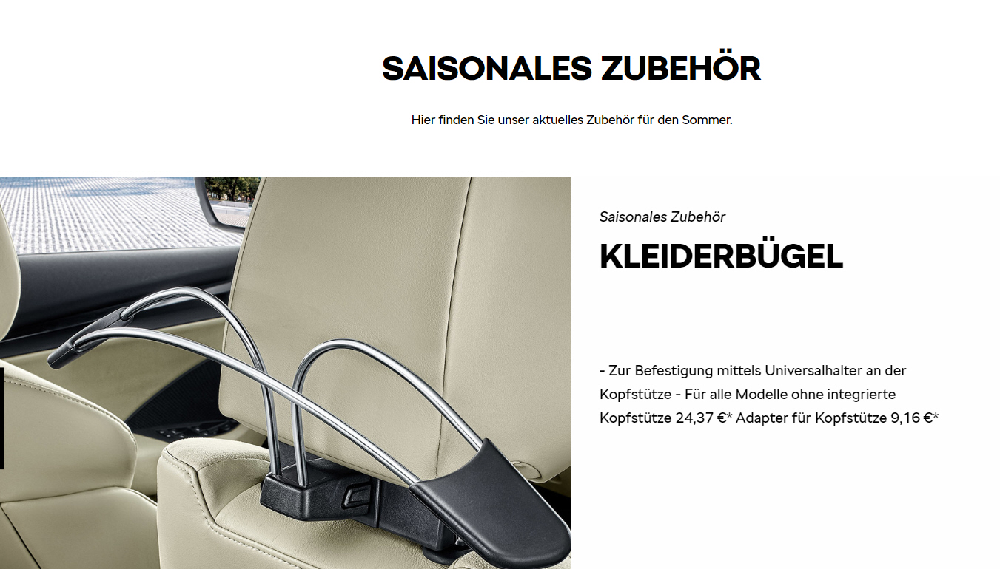 SAISONALES ZUBEHÖR
Hier finden Sie unser aktuelles Zubehör für den Sommer.
Saisonales Zubehör
KLEIDERBÜGEL
- Zur Befestigung mittels Universalhalter an der
Kopfstütze - Für alle Modelle ohne integrierte
Kopfstütze 24,37 €* Adapter für Kopfstütze 9,16 €*